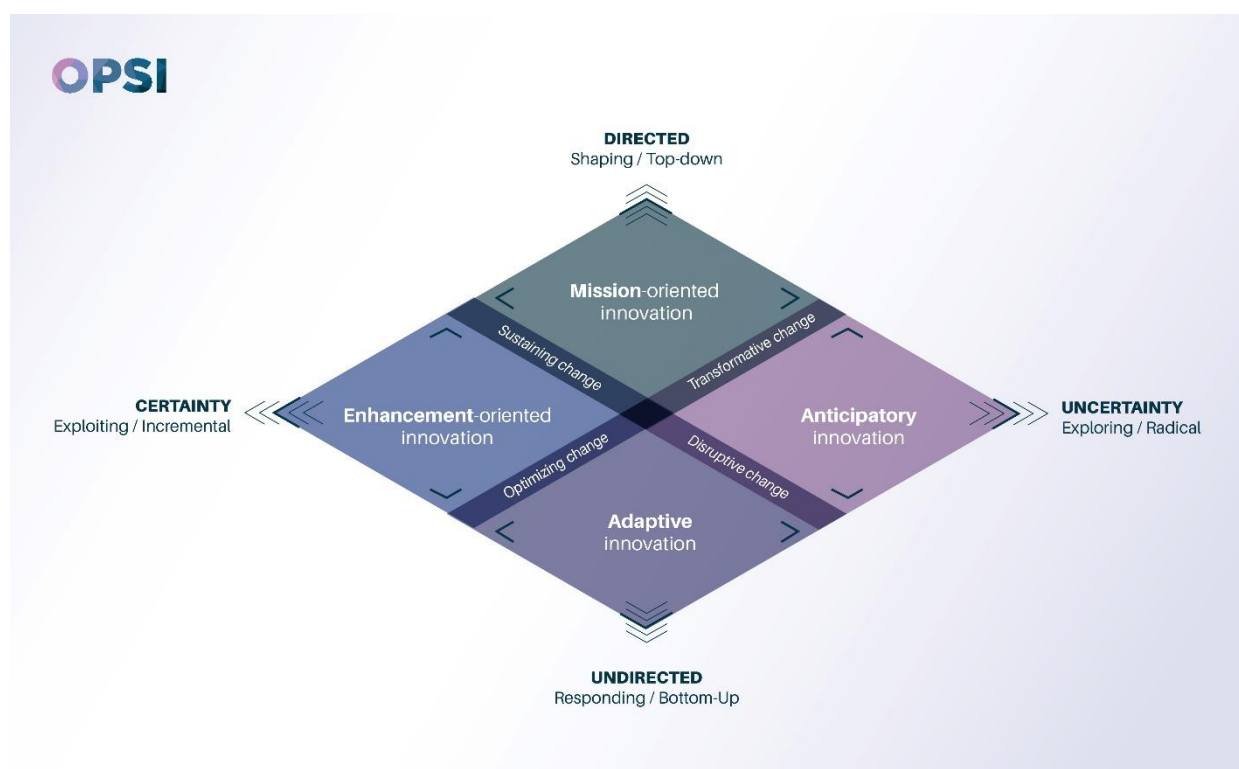 OPSI
DIRECTED
Shaping / Top-down
Mission-oriented
innovation
Sustaining change
Transformative change
CERTAINTY
Exploiting / Incremental
Enhancement-oriented
innovation
Anticipatory
innovation
UNCERTAINTY
Exploring / Radical
Optimizing change
Disruptive change
Adaptive
innovation
UNDIRECTED
Responding / Bottom-Up